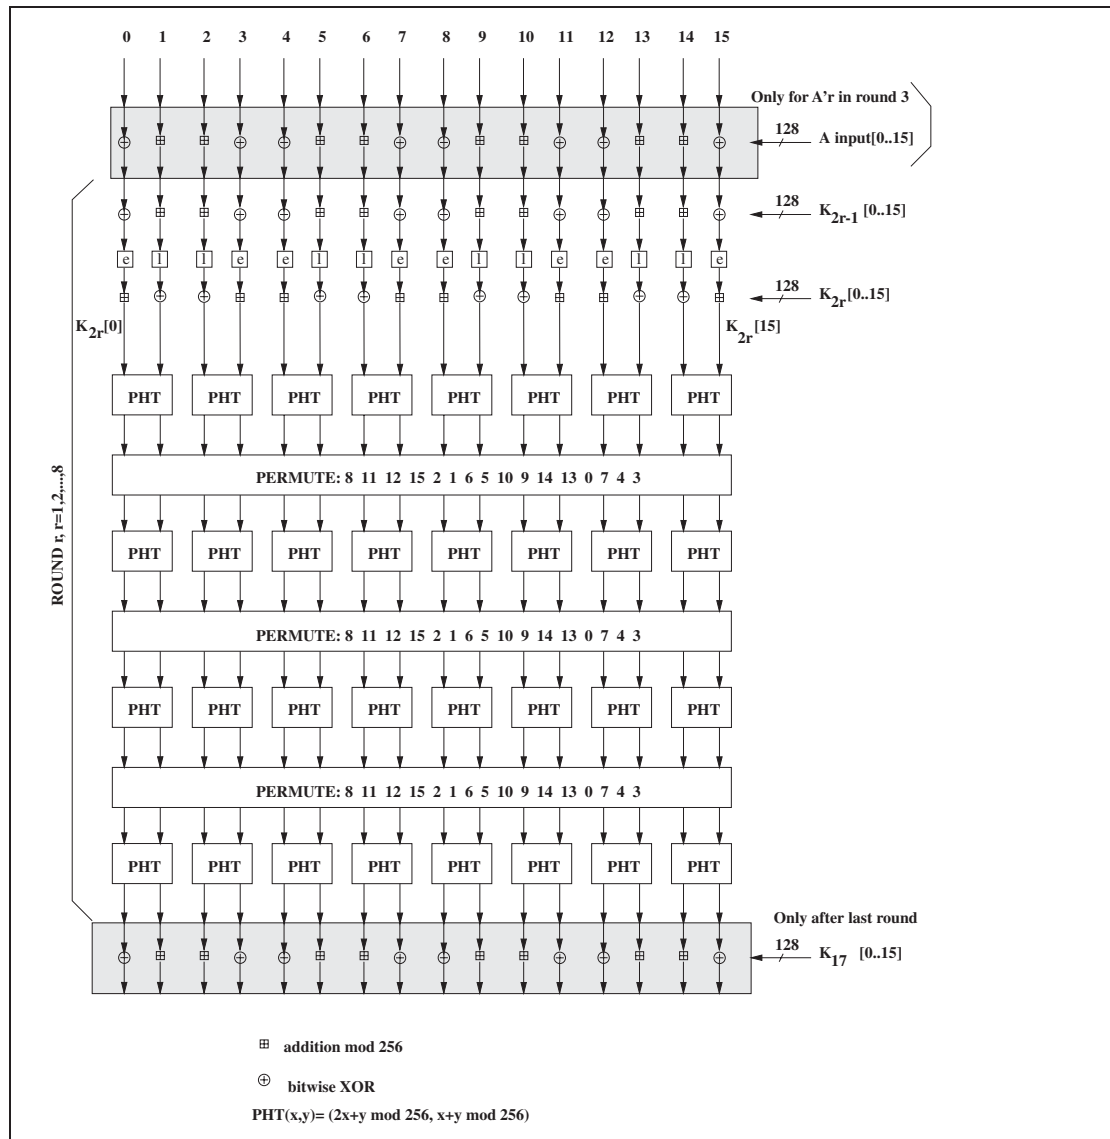 0 1 2 3 4 5 6 7 8 9 10 11 12 13 14 15
Only for A'r in round 3
128
A input[0..15]
128
K2r-1 [0..15]
e l l e e l l e e l l e e l l e
128
K2r [0..15]
K2r[0]
K2r[15]
PHT PHT PHT PHT PHT PHT PHT PHT
PERMUTE: 8 11 12 15 2 1 6 5 10 9 14 13 0 7 4 3
ROUND r, r=1,2,...,8
PHT PHT PHT PHT PHT PHT PHT PHT
PERMUTE: 8 11 12 15 2 1 6 5 10 9 14 13 0 7 4 3
PHT PHT PHT PHT PHT PHT PHT PHT
PERMUTE: 8 11 12 15 2 1 6 5 10 9 14 13 0 7 4 3
PHT PHT PHT PHT PHT PHT PHT PHT
Only after last round
128
K17 [0..15]
addition mod 256
bitwise XOR
PHT(x,y)= (2x+y mod 256, x+y mod 256)